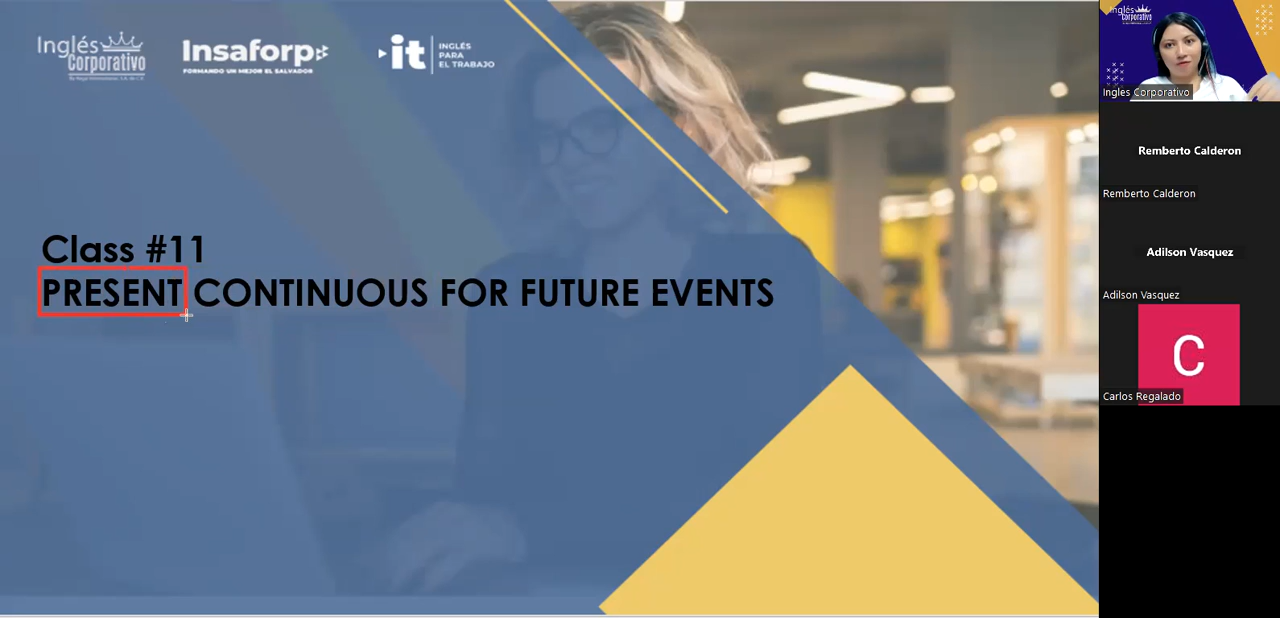 Inglés
Corporativo
Insaforp
FORMANDO UN MEJOR EL SALVADOR
it
INGLÉS
PARA
EL TRABAJO
Class #11
PRESENT CONTINUOUS FOR FUTURE EVENTS
Inglés
Corporativo
Ingles Corporativo
Remberto Calderon
Remberto Calderon
Adilson Vasquez
Adilson Vasquez
C
Carlos Regalado